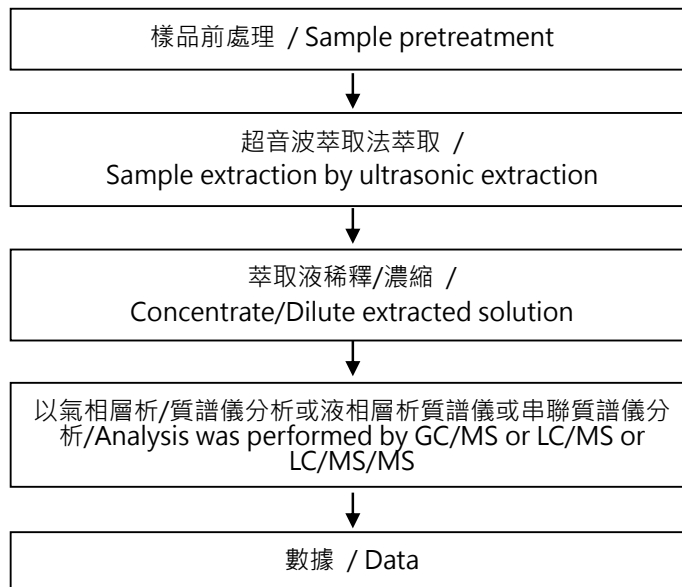 樣品前處理 / Sample pretreatment
超音波萃取法萃取 /
Sample extraction by ultrasonic extraction
萃取液稀釋/濃縮 /
Concentrate/Dilute extracted solution
以氣相層析/質譜儀分析或液相層析質譜儀或串聯質譜儀分
析/Analysis was performed by GC/MS or LC/MS or
LC/MS/MS
數據 / Data